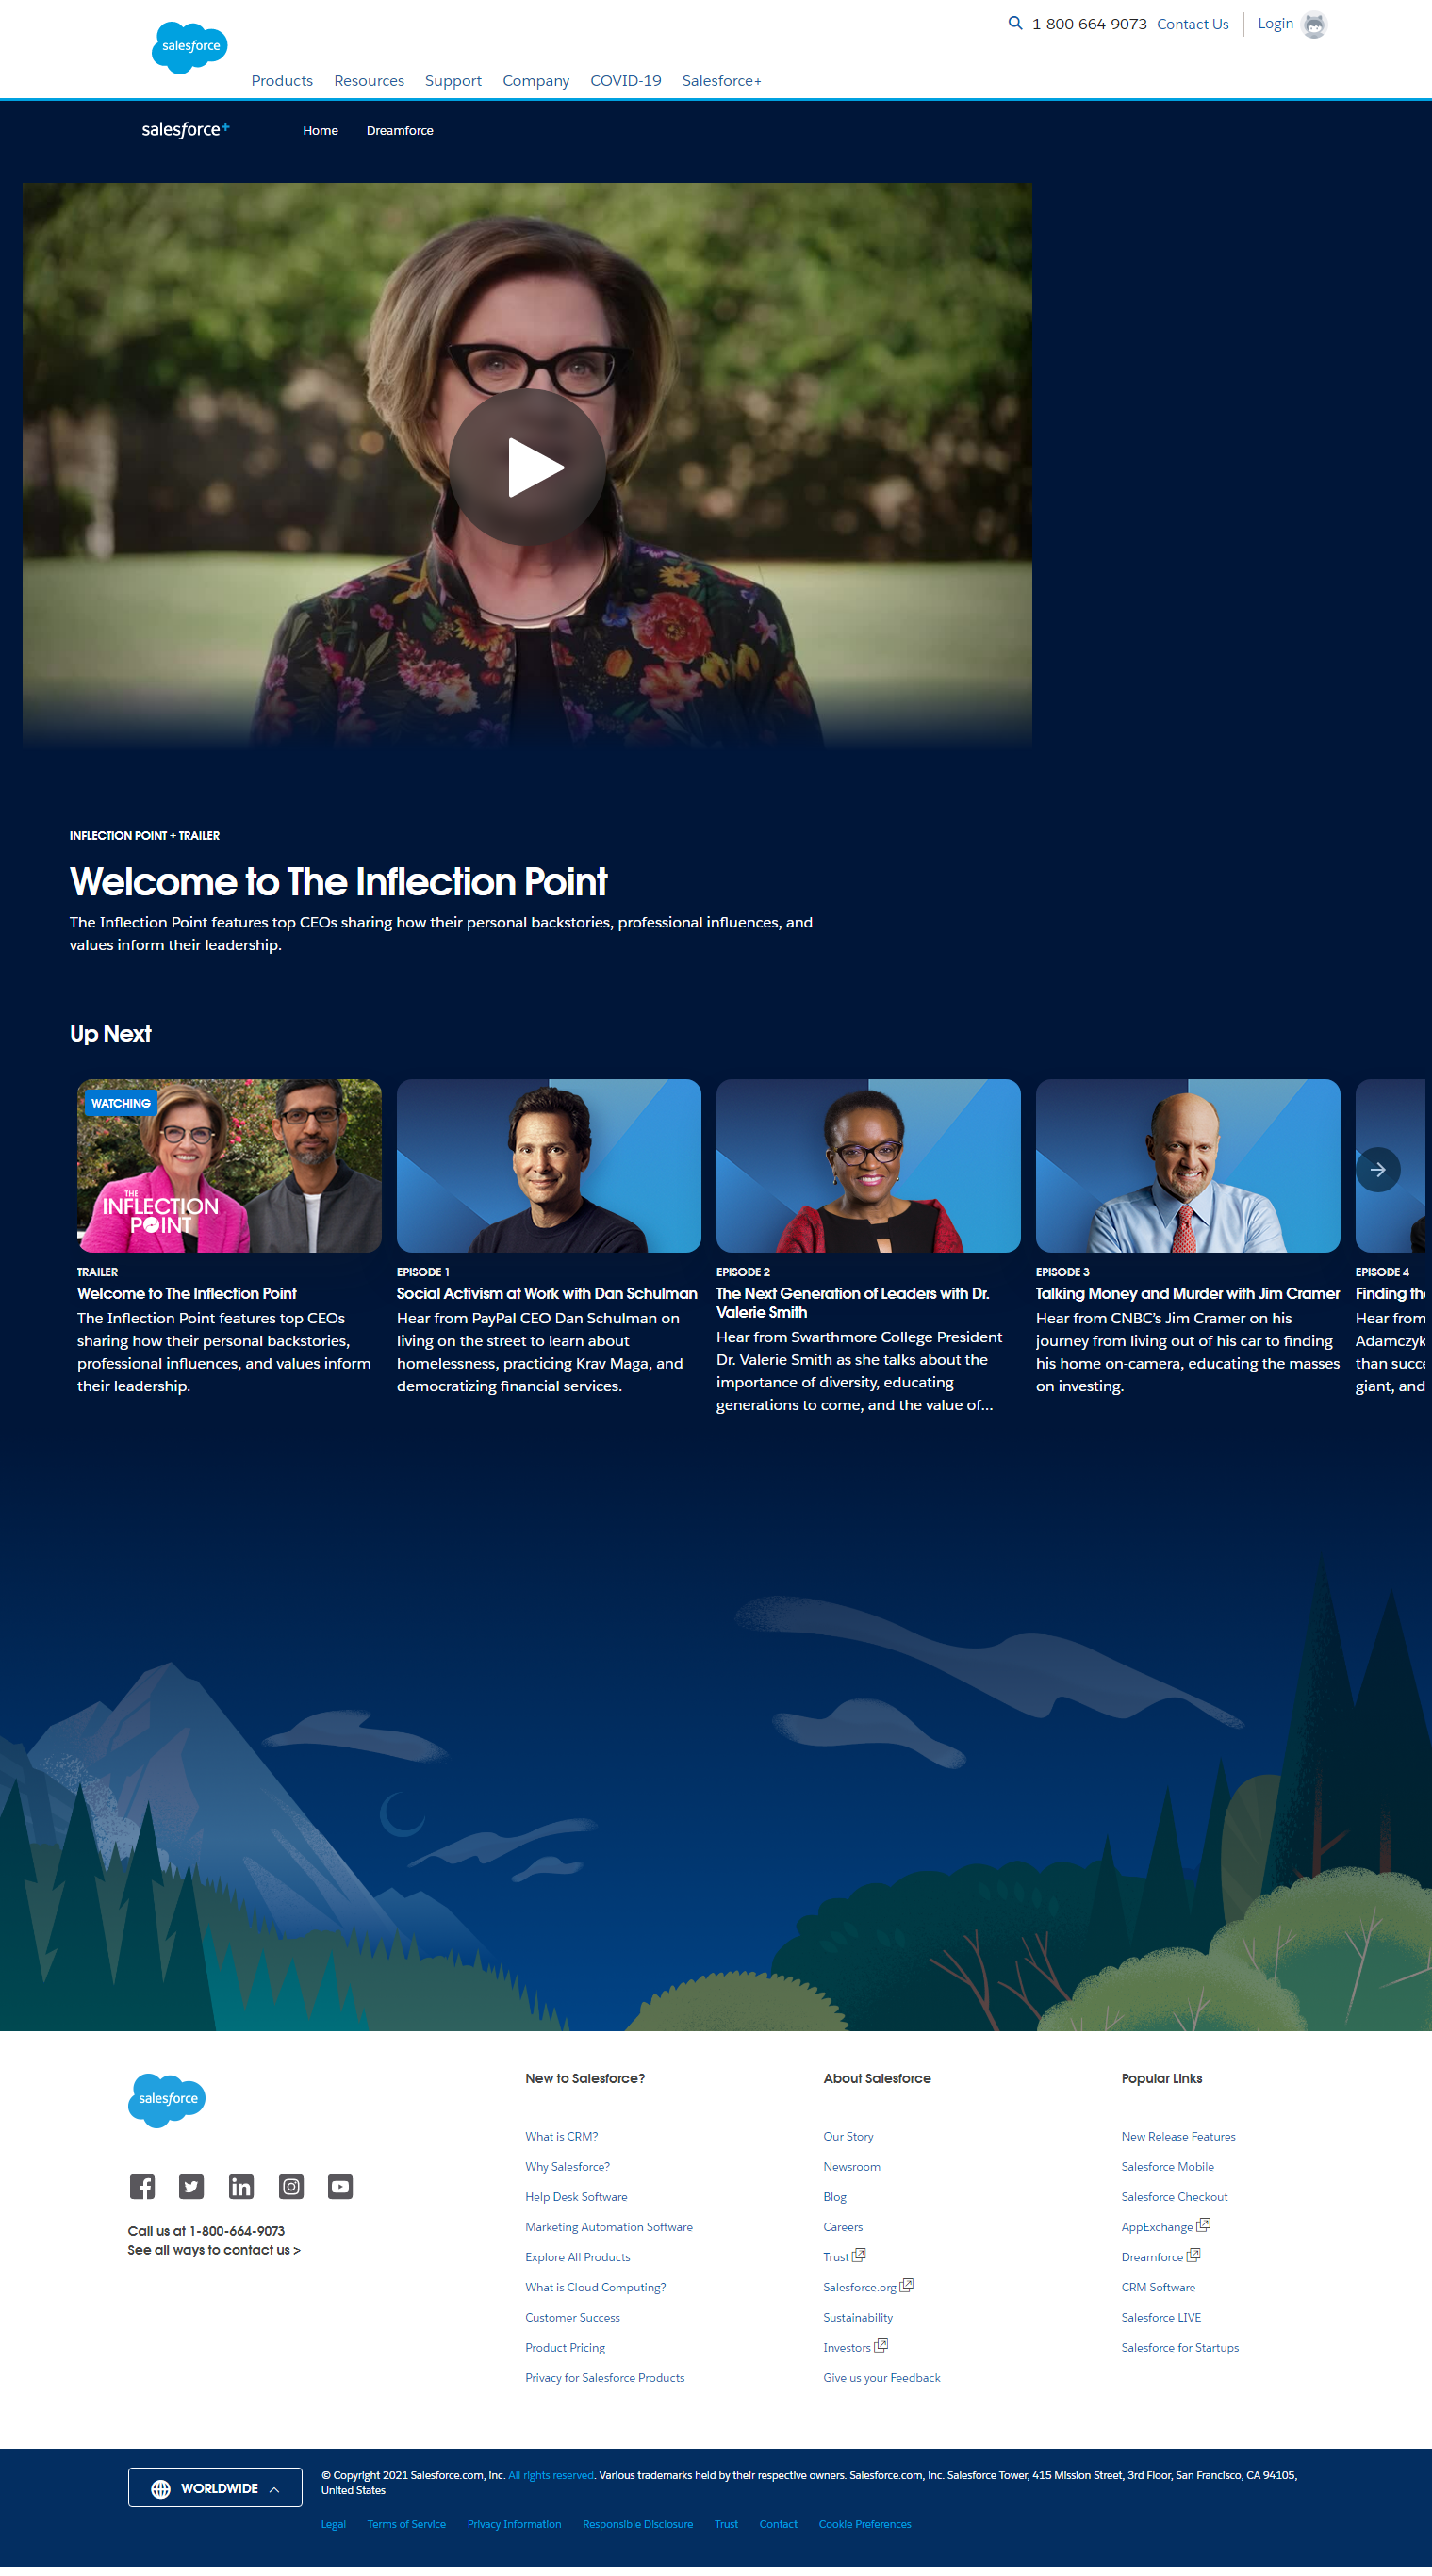 salesforce
1-800-664-9073 Contact Us Login
Products Resources Support Company COVID-19 Salesforce+
salesforce+ Home Dreamforce
INFLECTION POINT + TRAILER
Welcome to The Inflection Point
The Inflection Point features top CEOs sharing how their personal backstories, professional influences, and
values inform their leadership.
Up Next
WATCHING
THE
INFLECTION
POINT
TRAILER
Welcome to The Inflection Point
The Inflection Point features top CEOs
sharing how their personal backstories,
professional influences, and values inform
their leadership.
EPISODE 1
Social Activism at Work with Dan Schulman
Hear from PayPal CEO Dan Schulman on
living on the street to learn about
homelessness, practicing Krav Maga, and
democratizing financial services.
EPISODE 2
The Next Generation of Leaders with Dr.
Valerie Smith
Hear from Swarthmore College President
Dr. Valerie Smith as she talks about the
importance of diversity, educating
generations to come, and the value of...
EPISODE 3
Talking Money and Murder with Jim Cramer
Hear from CNBC's Jim Cramer on his
journey from living out of his car to finding
his home on-camera, educating the masses
on investing.
EPISODE 4
Finding
Hear from
Adamczyk
than
giant, and
salesforce
Call us at 1-800-664-9073
See all ways to contact us >
New to Salesforce?
What is CRM?
Why Salesforce?
Help Desk Software
Marketing Automation Software
Explore All Products
What is Cloud Computing?
Customer Success
Product Pricing
Privacy for Salesforce Products
About Salesforce
Our Story
Newsroom
Blog
Careers
Trust
Salesforce.org
Sustainability
Investors
Give us your Feedback
Popular Links
New Release Features
Salesforce Mobile
Salesforce Checkout
AppExchange
Dreamforce
CRM Software
Salesforce LIVE
Salesforce for Startups
WORLDWIDE
© Copyright 2021 Salesforce.com, inc. All rights reserved. Various trademarks held by their respective owners. Salesforce.com, inc. Salesforce Tower, 415 Mission Street, 3rd Floor, San Francisco, CA 94105,
United States
Legal Terms of Service Privacy Information Responsible Disclosure Trust Contact Cookie Preferences